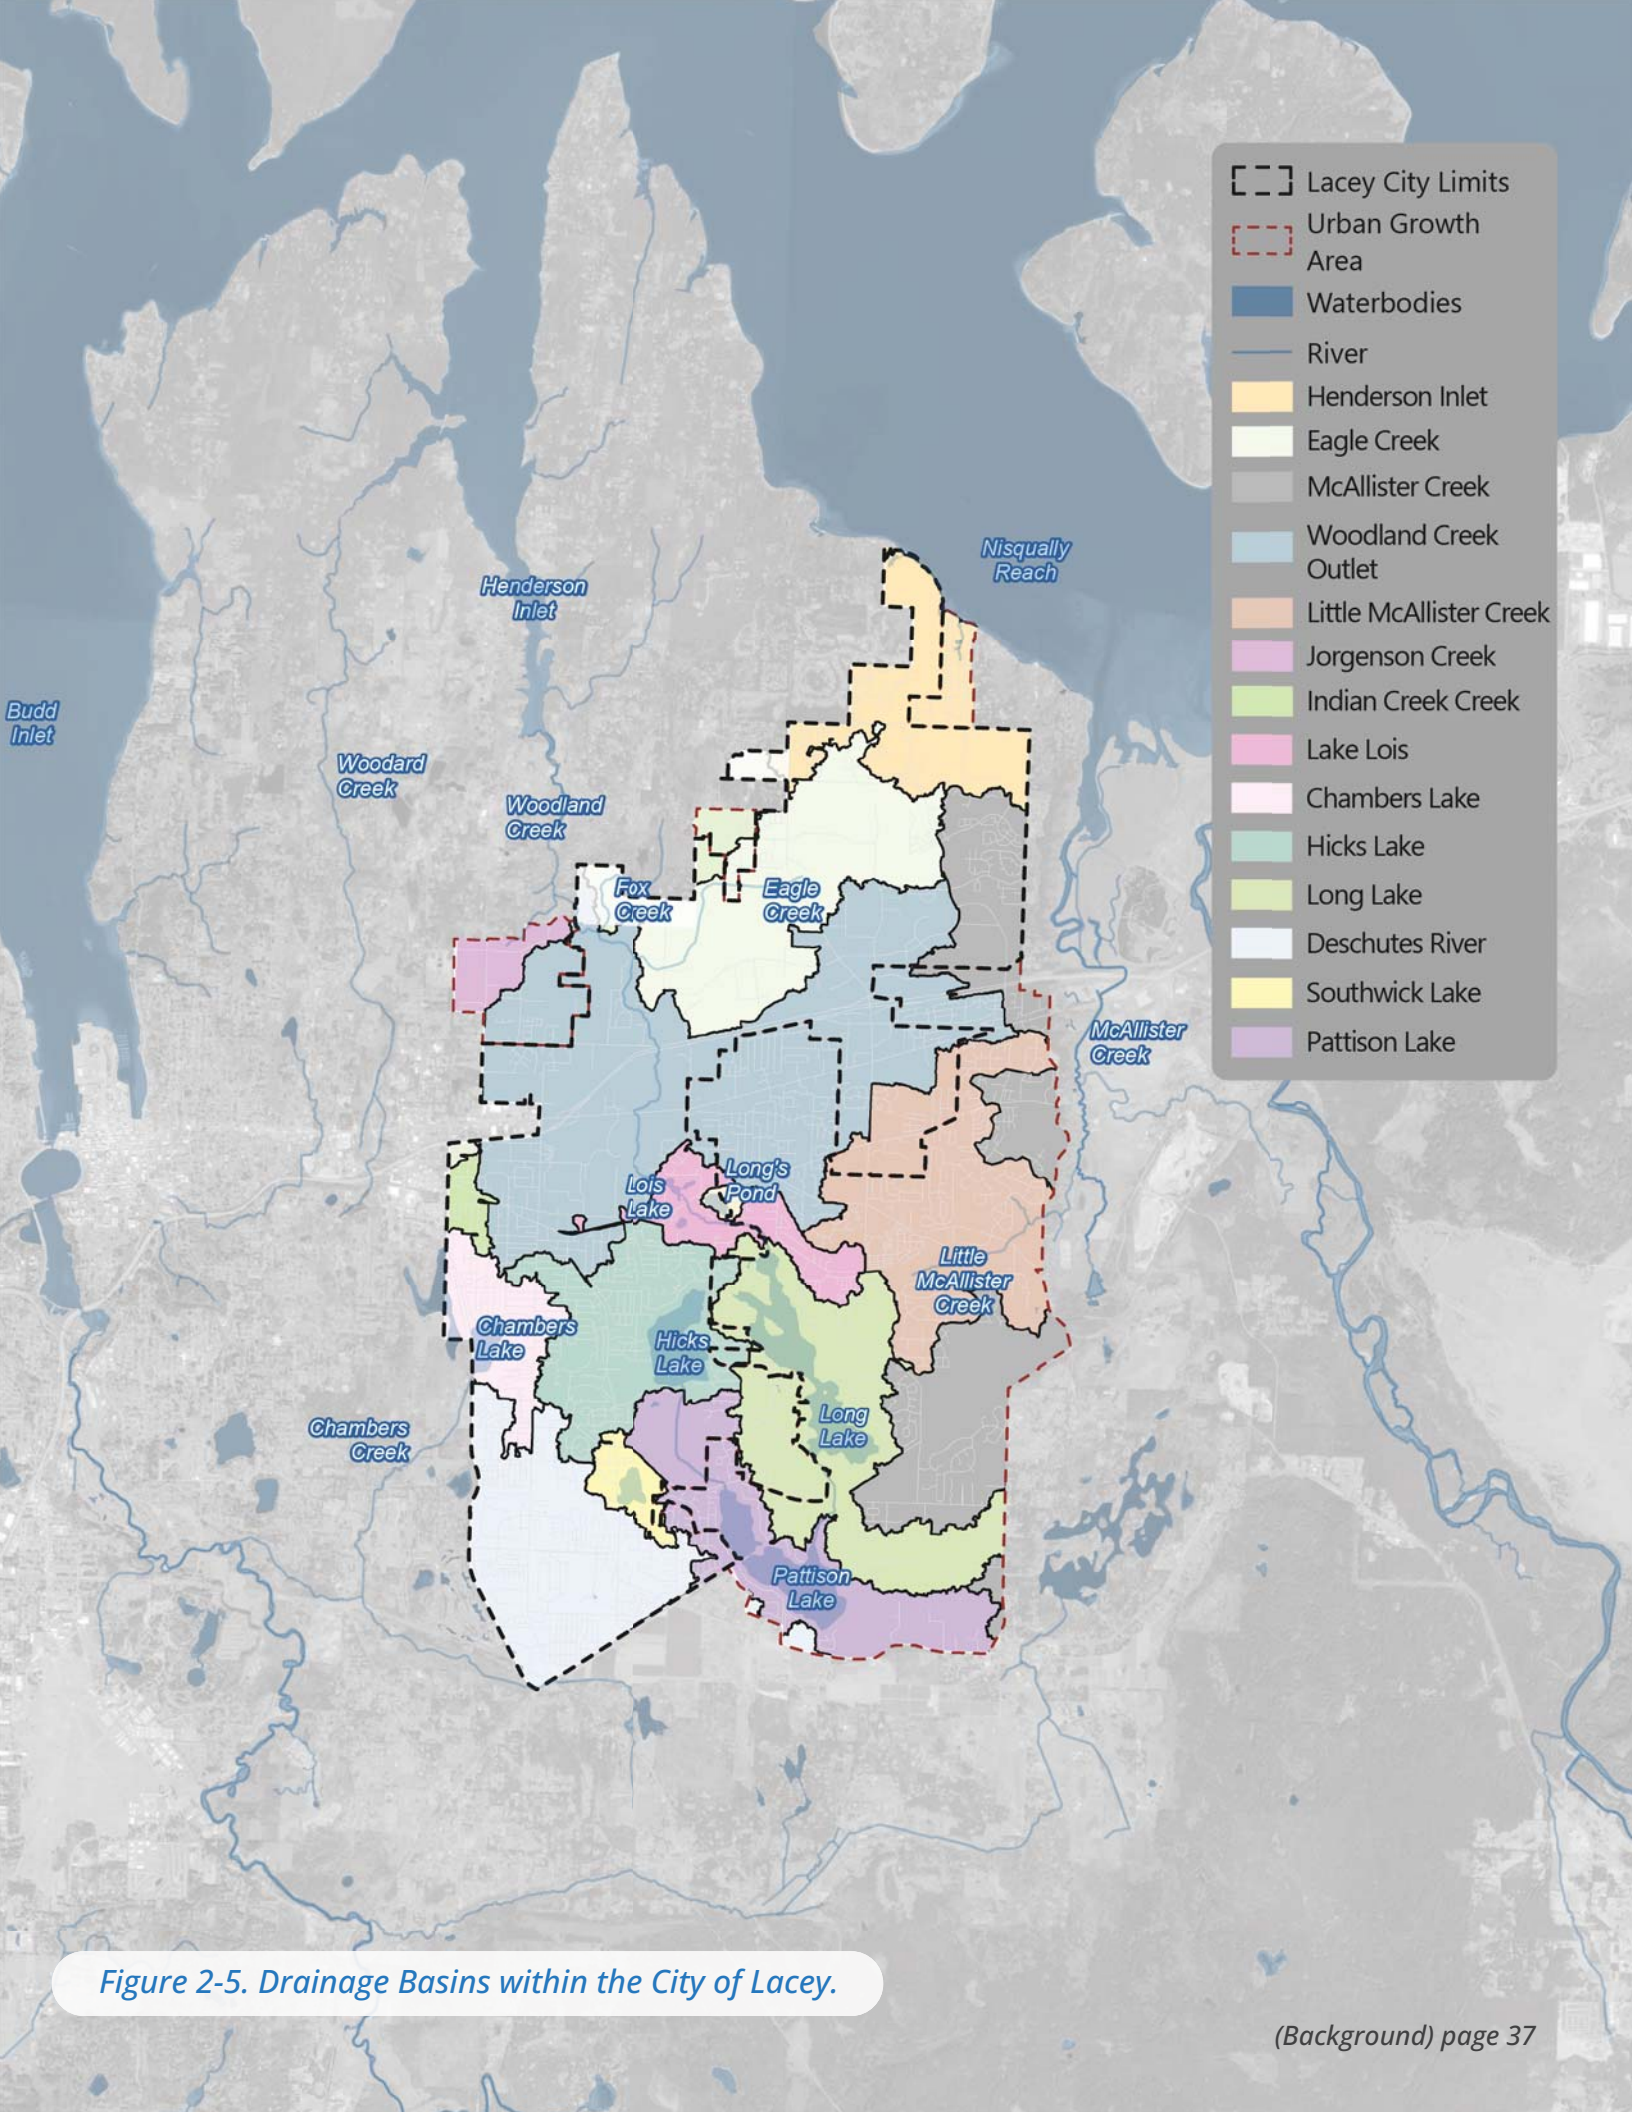 Lacey City Limits
Urban Growth
Area
Waterbodies
River
Henderson Inlet
Eagle Creek
McAllister Creek
Woodland Creek
Outlet
Little McAllister Creek
Jorgenson Creek
Indian Creek Creek
Lake Lois
Chambers Lake
Hicks Lake
Long Lake
Deschutes River
Southwick Lake
Pattison Lake
Nisqually
Reach
Henderson
Inlet
Budd
Inlet
Woodard
Creek
Woodland
Creek
Fox
Creek
Eagle
Creek
McAllister
Creek
Long's
Pond
Lois
Lake
Little
McAllister
Creek
Chambers
Lake
Hicks
Lake
Long
Lake
Chambers
Creek
Pattison
Lake
Figure 2-5. Drainage Basins within the City of Lacey.
(Background) page 37